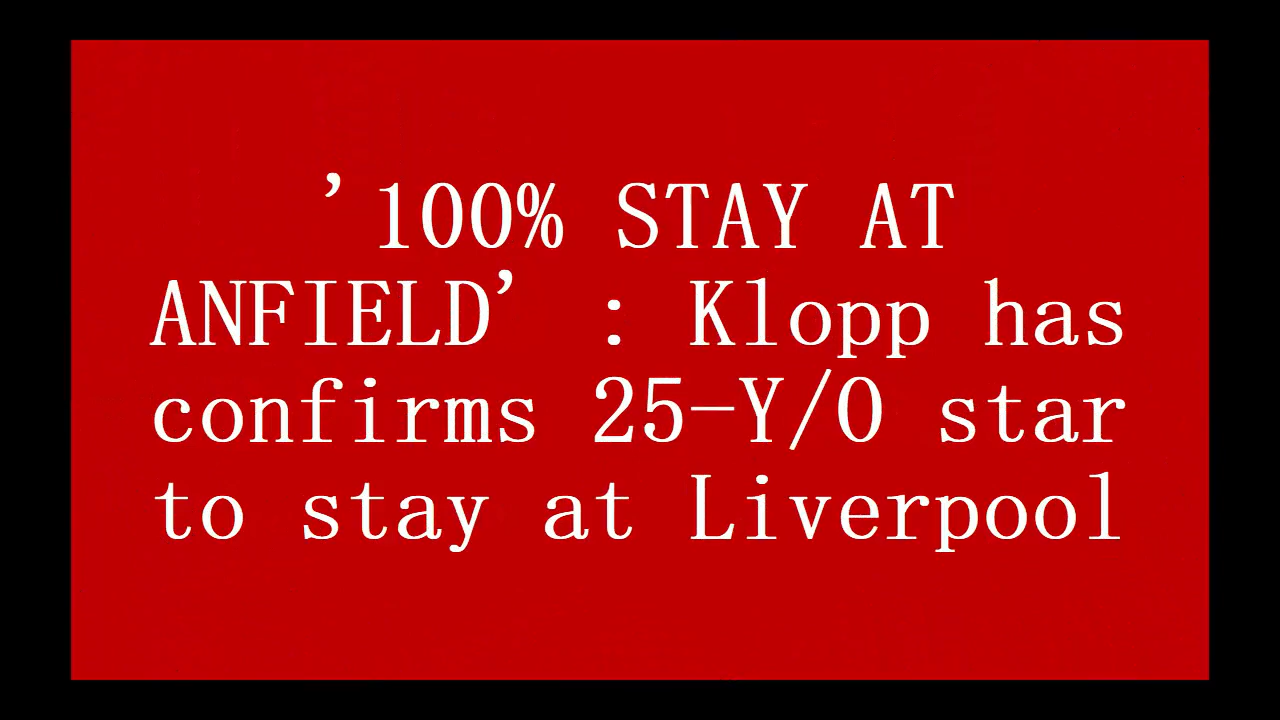 ’100% STAY AT
ANFIELD’ : Klopp has
confirms 25-Y/O star
to stay at Liverpool